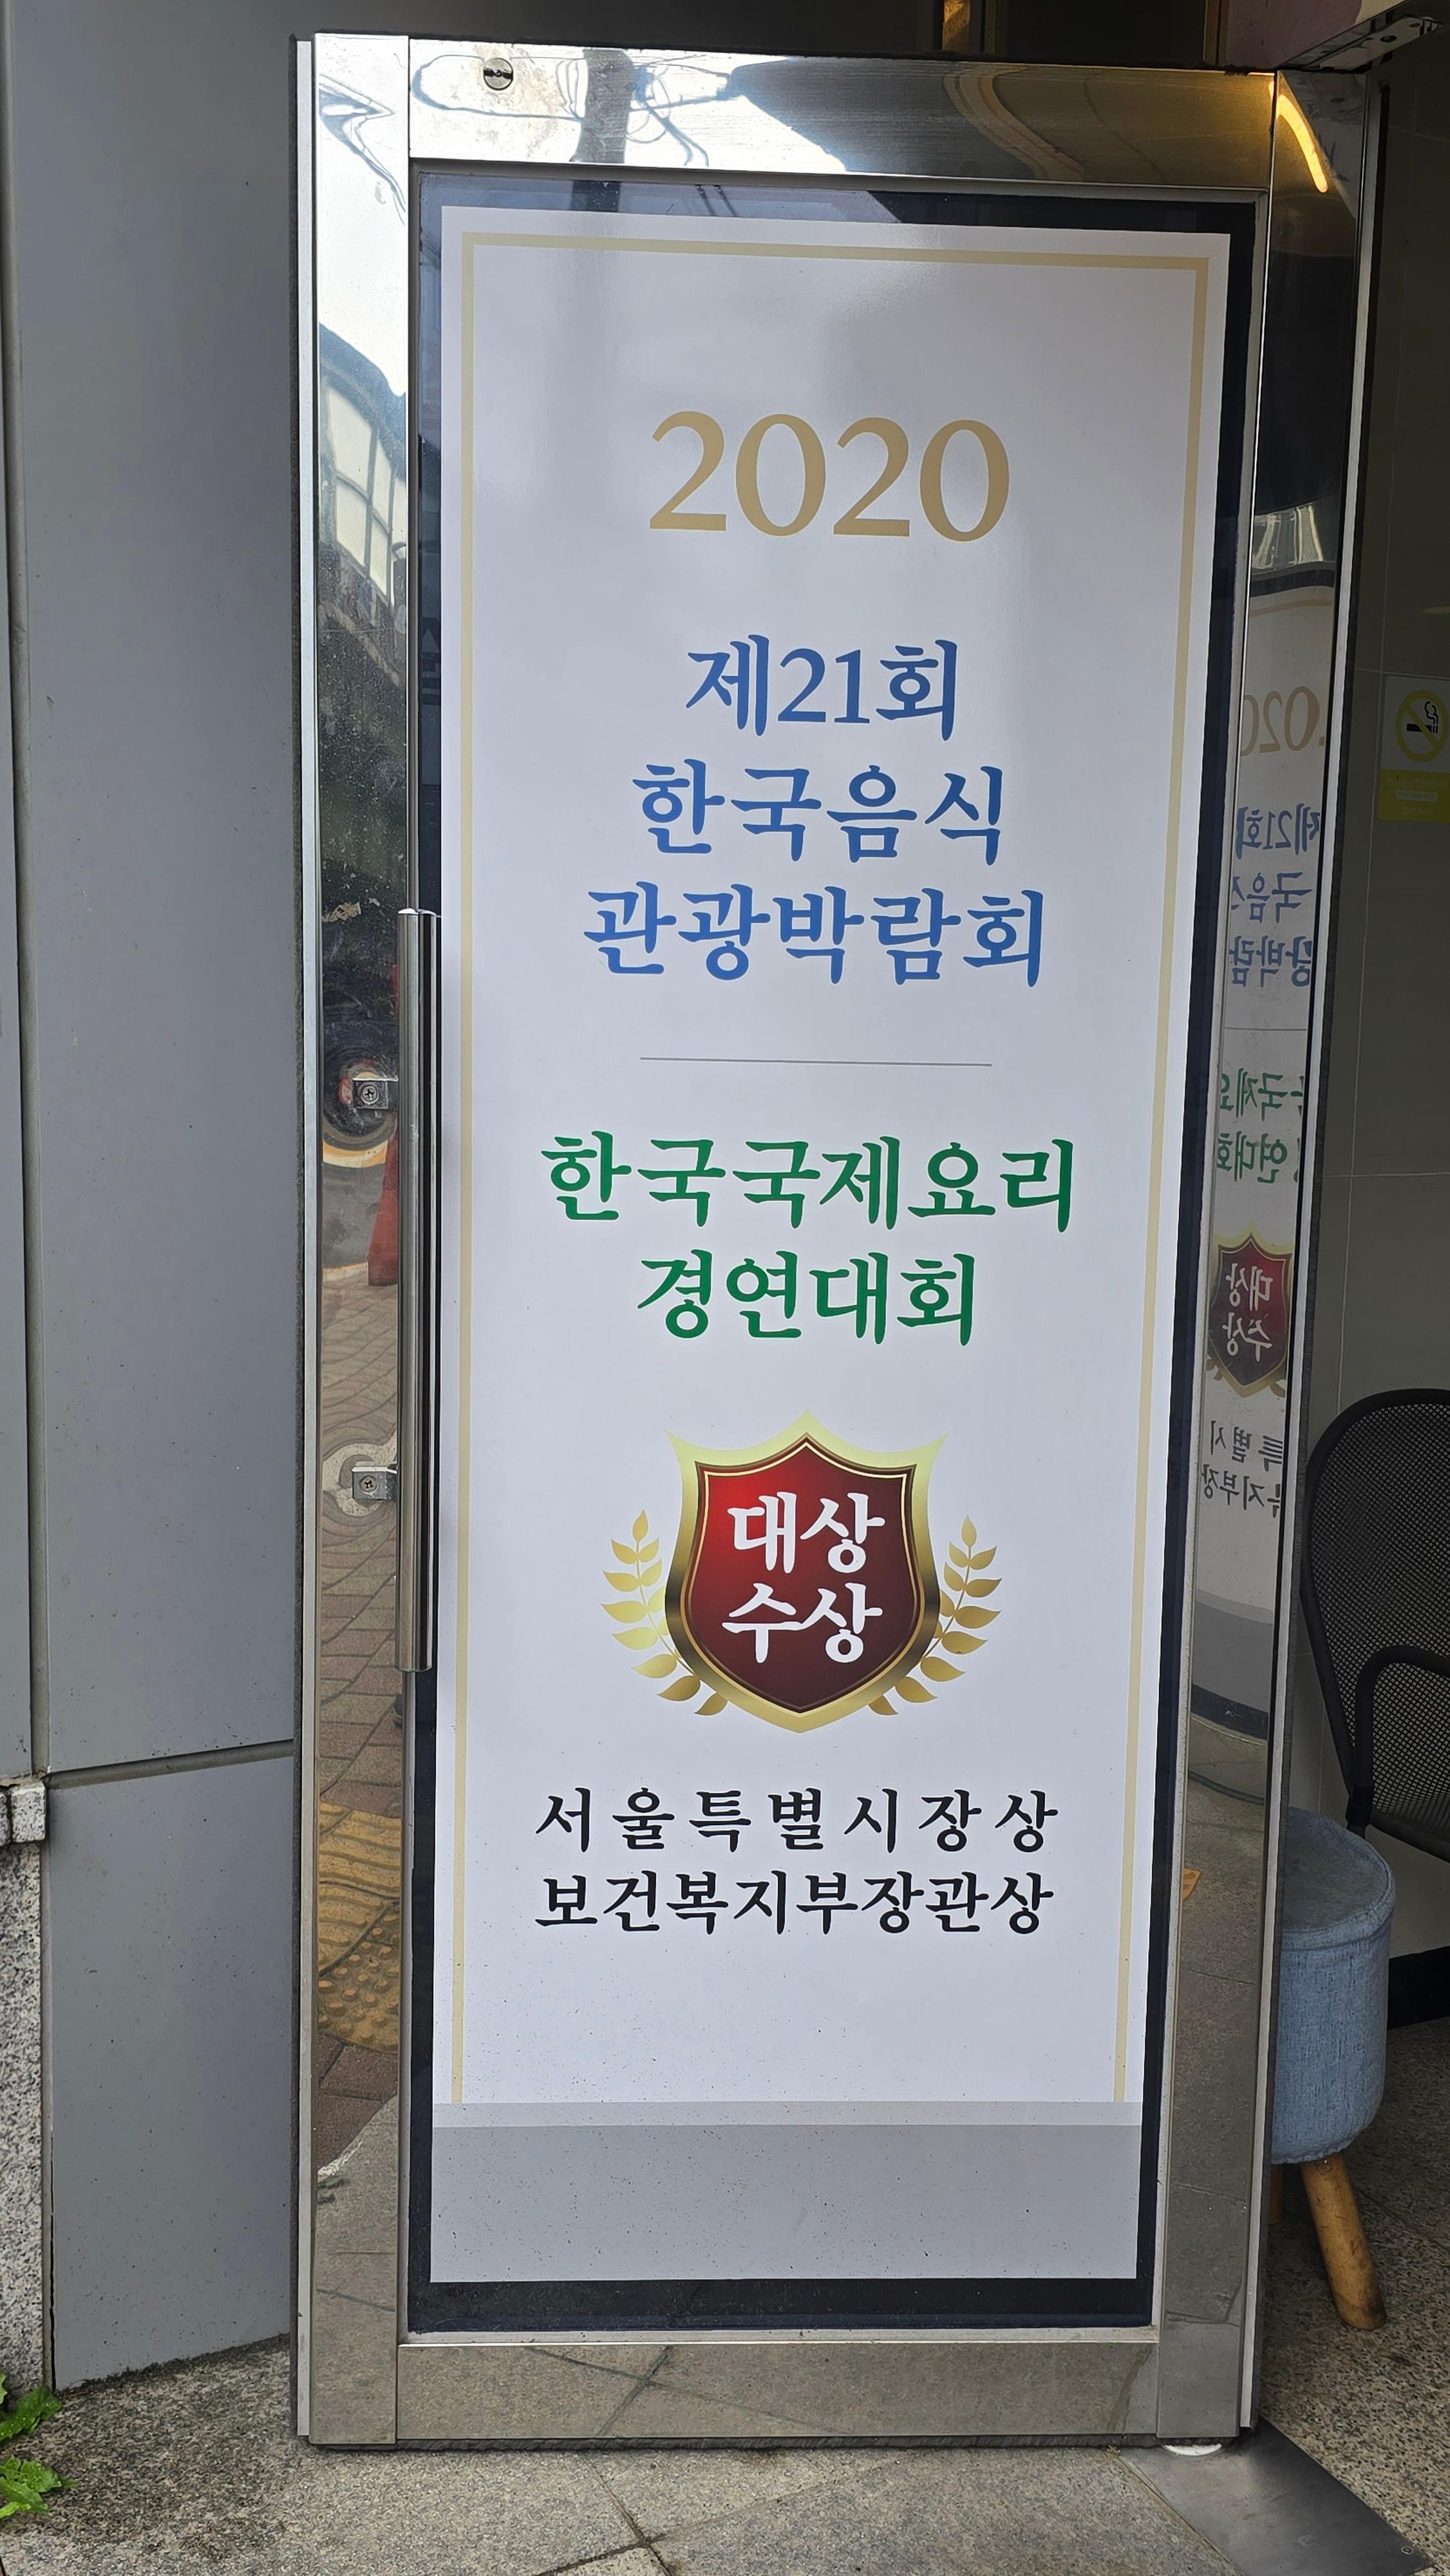 2020
제21회
한국음식
관광박람회
한국국제요리
경연대회
대상
수상
서울특별시장상
보건복지부장관상